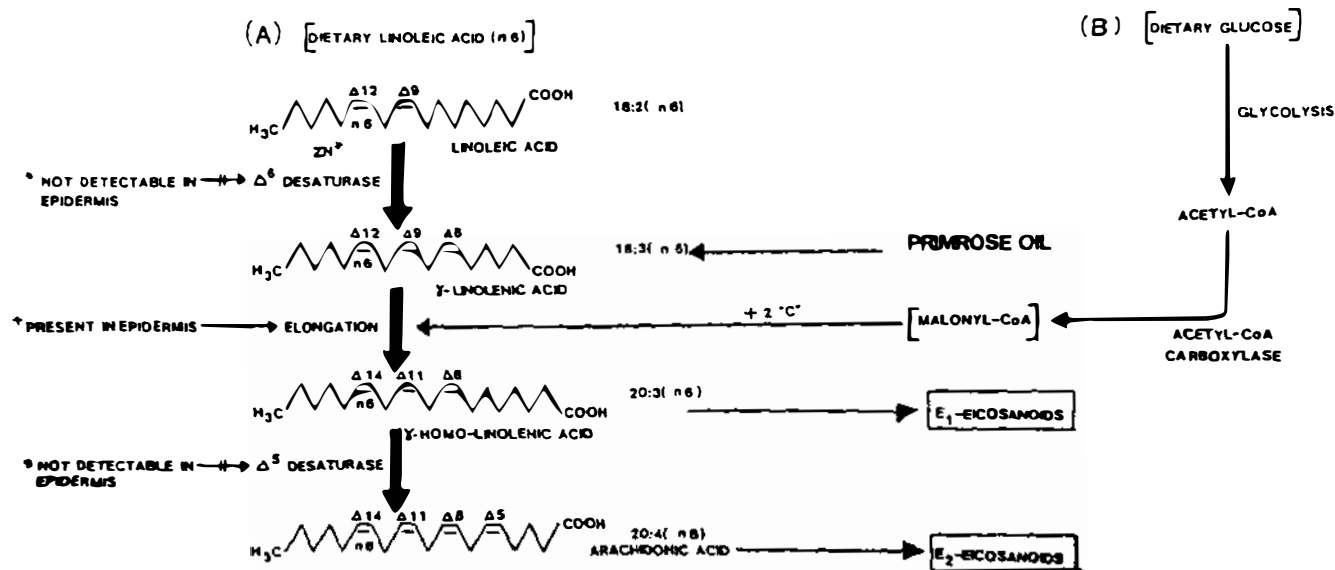 (A) [DIETARY LINOLEIC ACID (n6)]
(B) [DIETARY GLUCOSE]
Δ12 Δ9
COOH
18:2( n6)
H3C
n6
GLYCOLYSIS
ZN+
LINOLEIC ACID
* NOT DETECTABLE IN
EPIDERMIS
Δ6 DESATURASE
ACETYL-CoA
Δ12 Δ9 Δ6
18:3( n6)
PRIMROSE OIL
H3C
n6
COOH
γ-LINOLENIC ACID
+ PRESENT IN EPIDERMIS
ELONGATION
+ 2 "C"
[MALONYL-CoA]
ACETYL-CoA
CARBOXYLASE
Δ14 Δ11 Δ8
20:3( n6)
H3C
n6
COOH
E1-EICOSANOIDS
γ-HOMO-LINOLENIC ACID
* NOT DETECTABLE IN
EPIDERMIS
Δ5 DESATURASE
Δ14 Δ11 Δ8 Δ5
COOH
20:4( n6)
H3C
n6
ARACHIDONIC ACID
E2-EICOSANOIDS